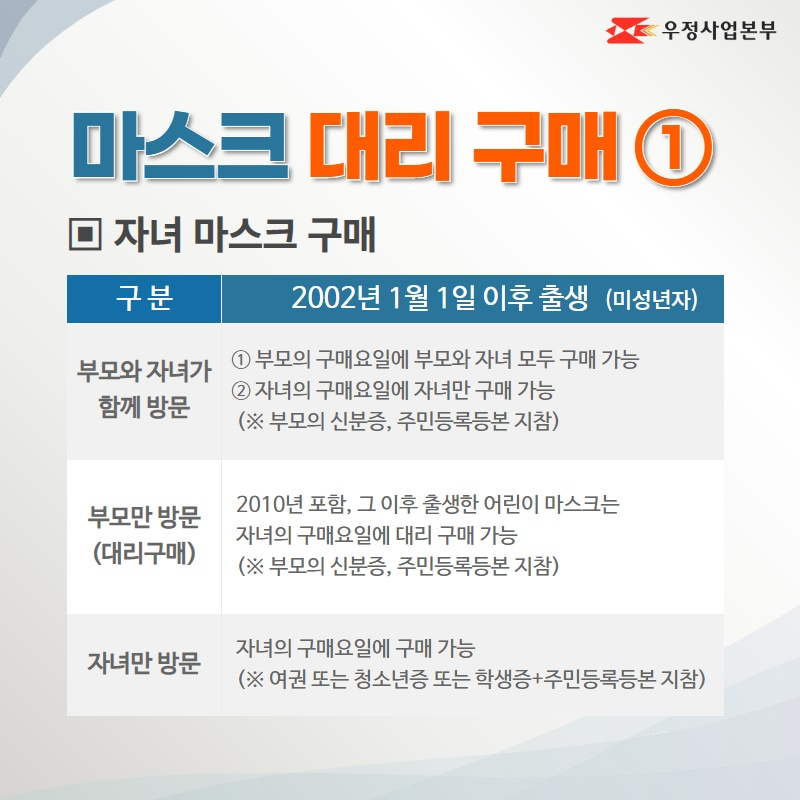 우정사업본부
마스크 대리 구매 ①
▣ 자녀 마스크 구매
구 분
2002년 1월 1일 이후 출생 (미성년자)
부모와 자녀가
함께 방문
① 부모의 구매요일에 부모와 자녀 모두 구매 가능
② 자녀의 구매요일에 자녀만 구매 가능
(※ 부모의 신분증, 주민등록등본 지참)
부모만 방문
(대리구매)
2010년 포함, 그 이후 출생한 어린이 마스크는
자녀의 구매요일에 대리 구매 가능
(※ 부모의 신분증, 주민등록등본 지참)
자녀만 방문
자녀의 구매요일에 구매 가능
(※ 여권 또는 청소년증 또는 학생증+주민등록등본 지참)